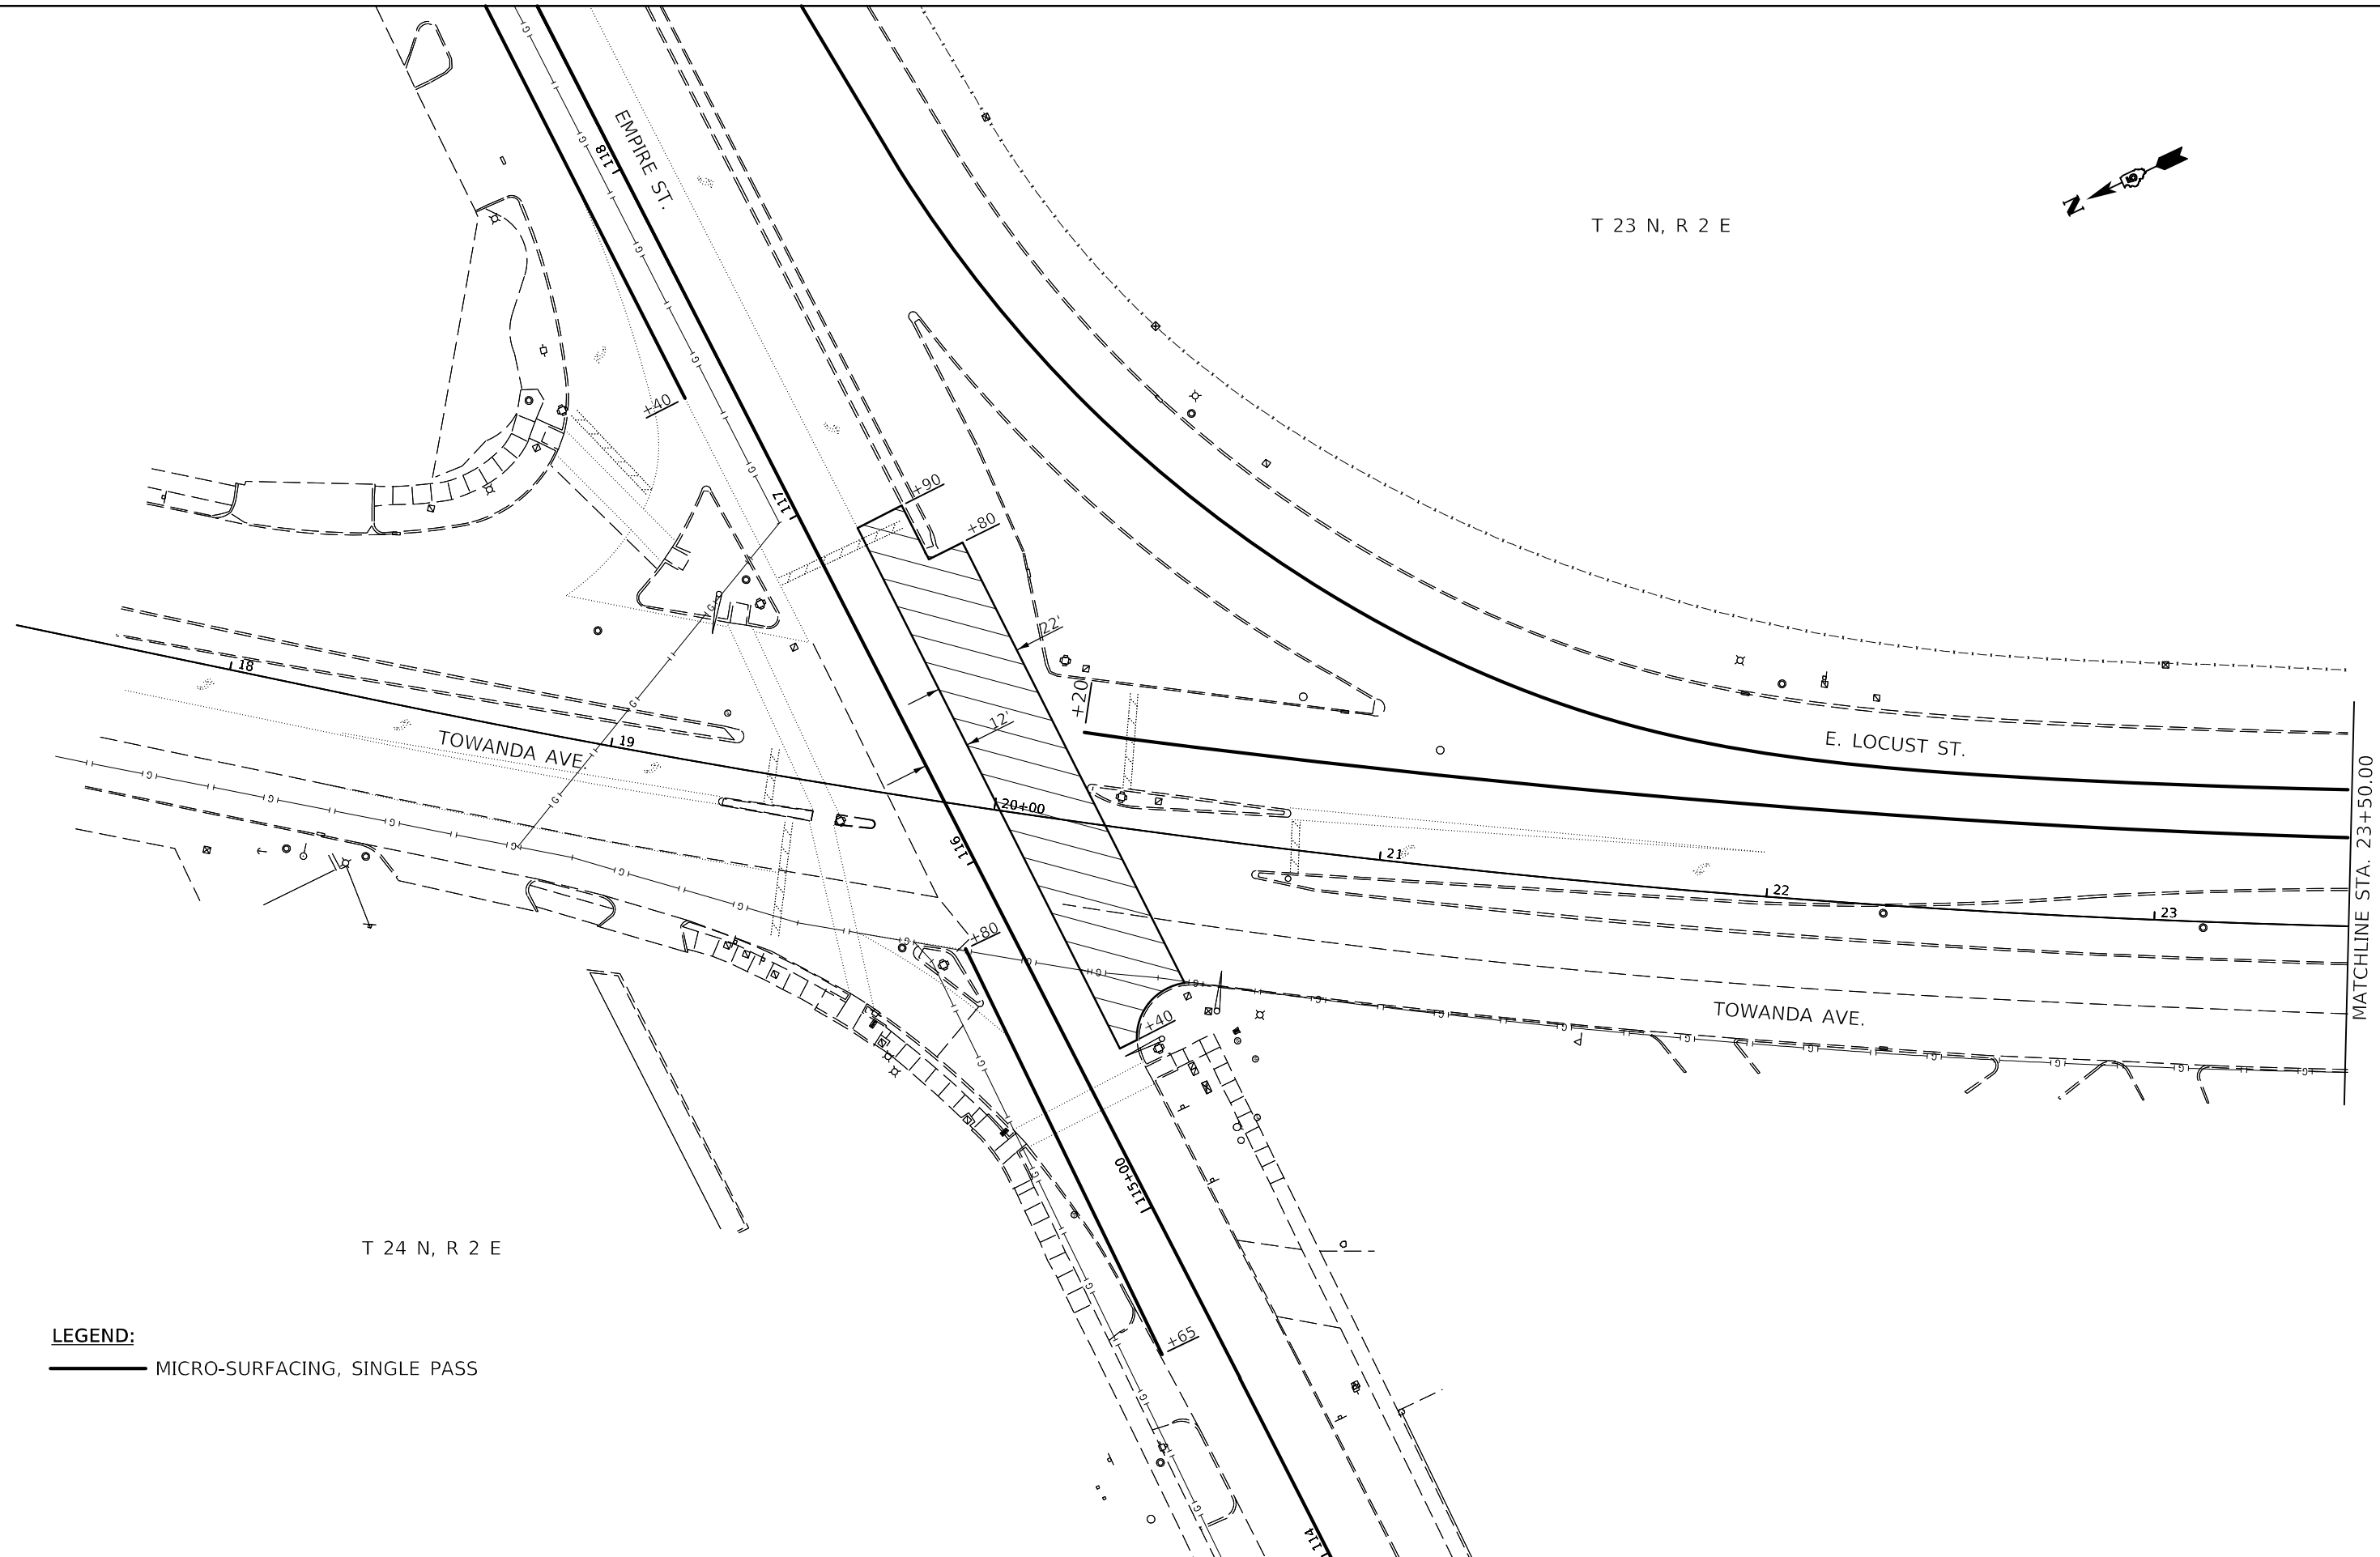 EMPIRE ST.
118
T 23 N, R 2 E
N
+40
117
+90
+80
22'
12'
+20
18
19
TOWANDA AVE.
20+00
21
22
23
E. LOCUST ST.
MATCHLINE STA. 23+50.00
116
+80
+40
TOWANDA AVE.
115+00
T 24 N, R 2 E
+65
LEGEND:
MICRO-SURFACING, SINGLE PASS
114